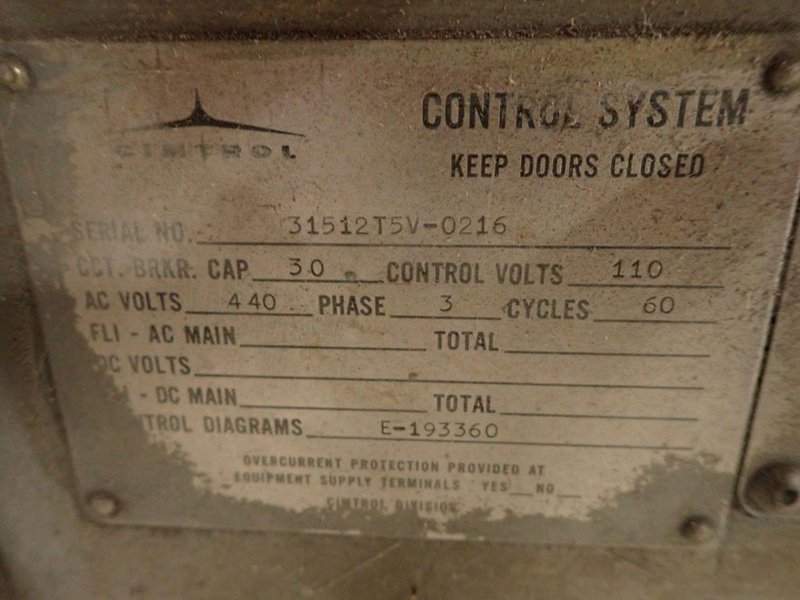 CONTROL SYSTEM
CIMTROL
KEEP DOORS CLOSED
SERIAL NO. 31512T5V-0216
CCT. BRKR. CAP 30 CONTROL VOLTS 110
AC VOLTS 440 PHASE 3 CYCLES 60
FLI - AC MAIN TOTAL
DC VOLTS
- DC MAIN TOTAL
TROL DIAGRAMS E-193360
OVERCURRENT PROTECTION PROVIDED AT
EQUIPMENT SUPPLY TERMINALS YES NO
CIMTROL DIVISION